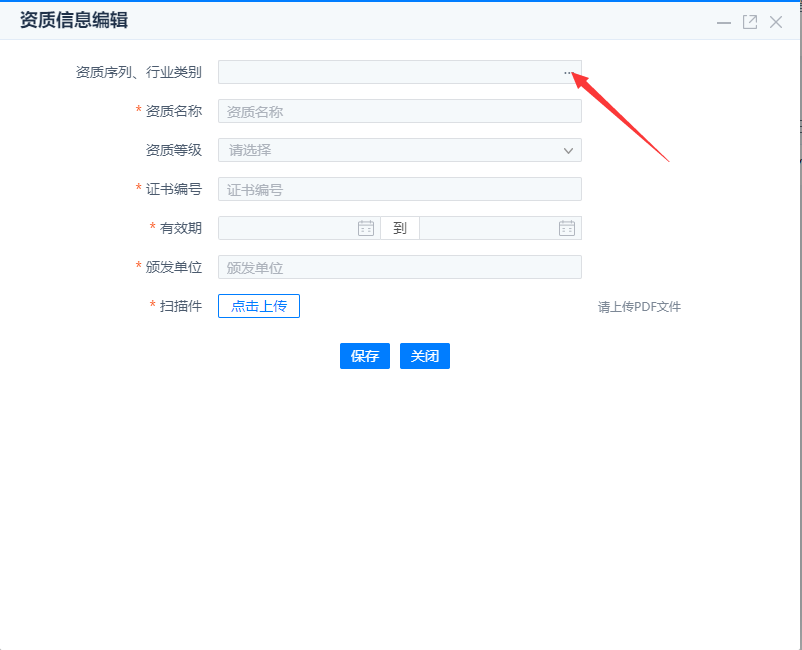 资质信息编辑
资质序列、行业类别 ...
* 资质名称 资质名称
资质等级 请选择
* 证书编号 证书编号
* 有效期 到
* 颁发单位 颁发单位
* 扫描件 点击上传 请上传PDF文件
保存 关闭